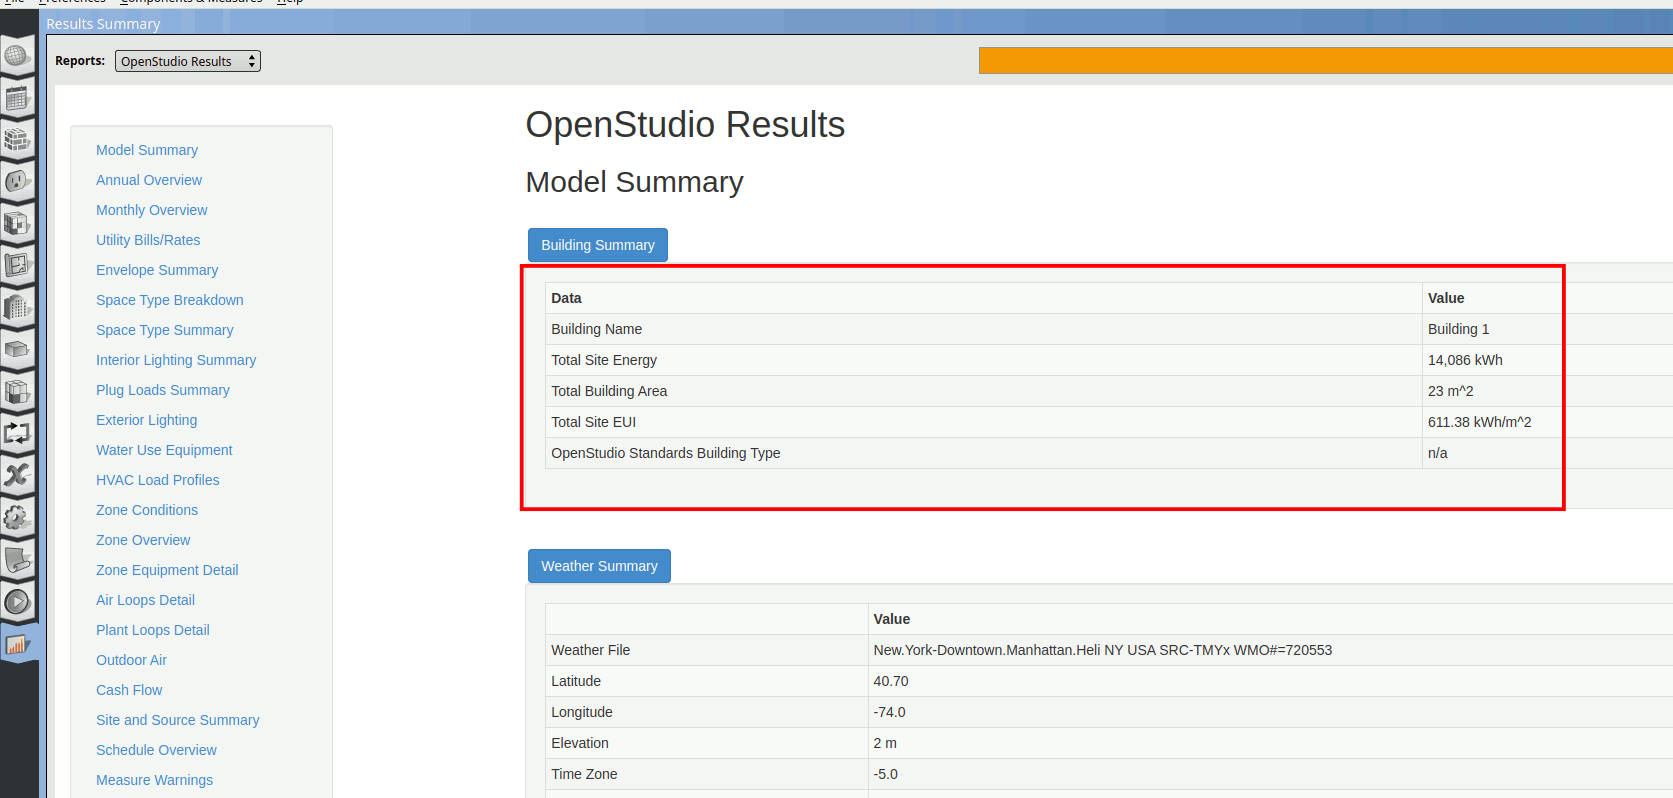 File Preferences Components & Measures Help
Results Summary
Reports: OpenStudio Results
Model Summary
Annual Overview
Monthly Overview
Utility Bills/Rates
Envelope Summary
Space Type Breakdown
Space Type Summary
Interior Lighting Summary
Plug Loads Summary
Exterior Lighting
Water Use Equipment
HVAC Load Profiles
Zone Conditions
Zone Overview
Zone Equipment Detail
Air Loops Detail
Plant Loops Detail
Outdoor Air
Cash Flow
Site and Source Summary
Schedule Overview
Measure Warnings
OpenStudio Results
Model Summary
Building Summary
Data Value
Building Name Building 1
Total Site Energy 14,086 kWh
Total Building Area 23 m^2
Total Site EUI 611.38 kWh/m^2
OpenStudio Standards Building Type n/a
Weather Summary
Value
Weather File New.York-Downtown.Manhattan.Heli NY USA SRC-TMYx WMO#=720553
Latitude 40.70
Longitude -74.0
Elevation 2 m
Time Zone -5.0